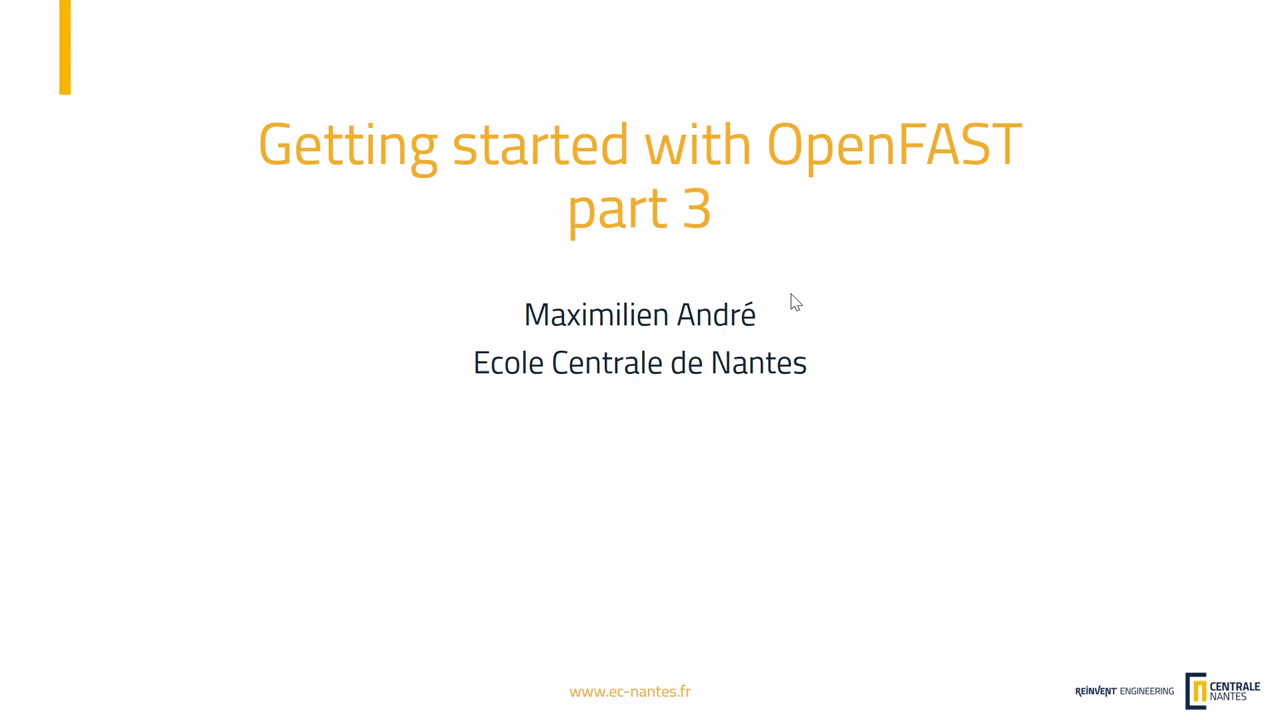 Getting started with OpenFAST
part 3
Maximilien André
Ecole Centrale de Nantes
www.ec-nantes.fr
REINVENT ENGINEERING
CENTRALE
NANTES